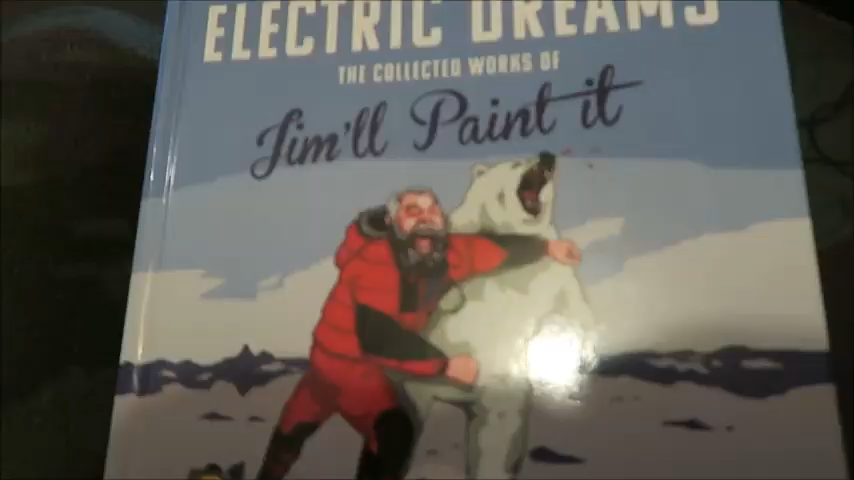 ELECTRIC DREAMS
THE COLLECTED WORKS OF
Jim'll Paint it